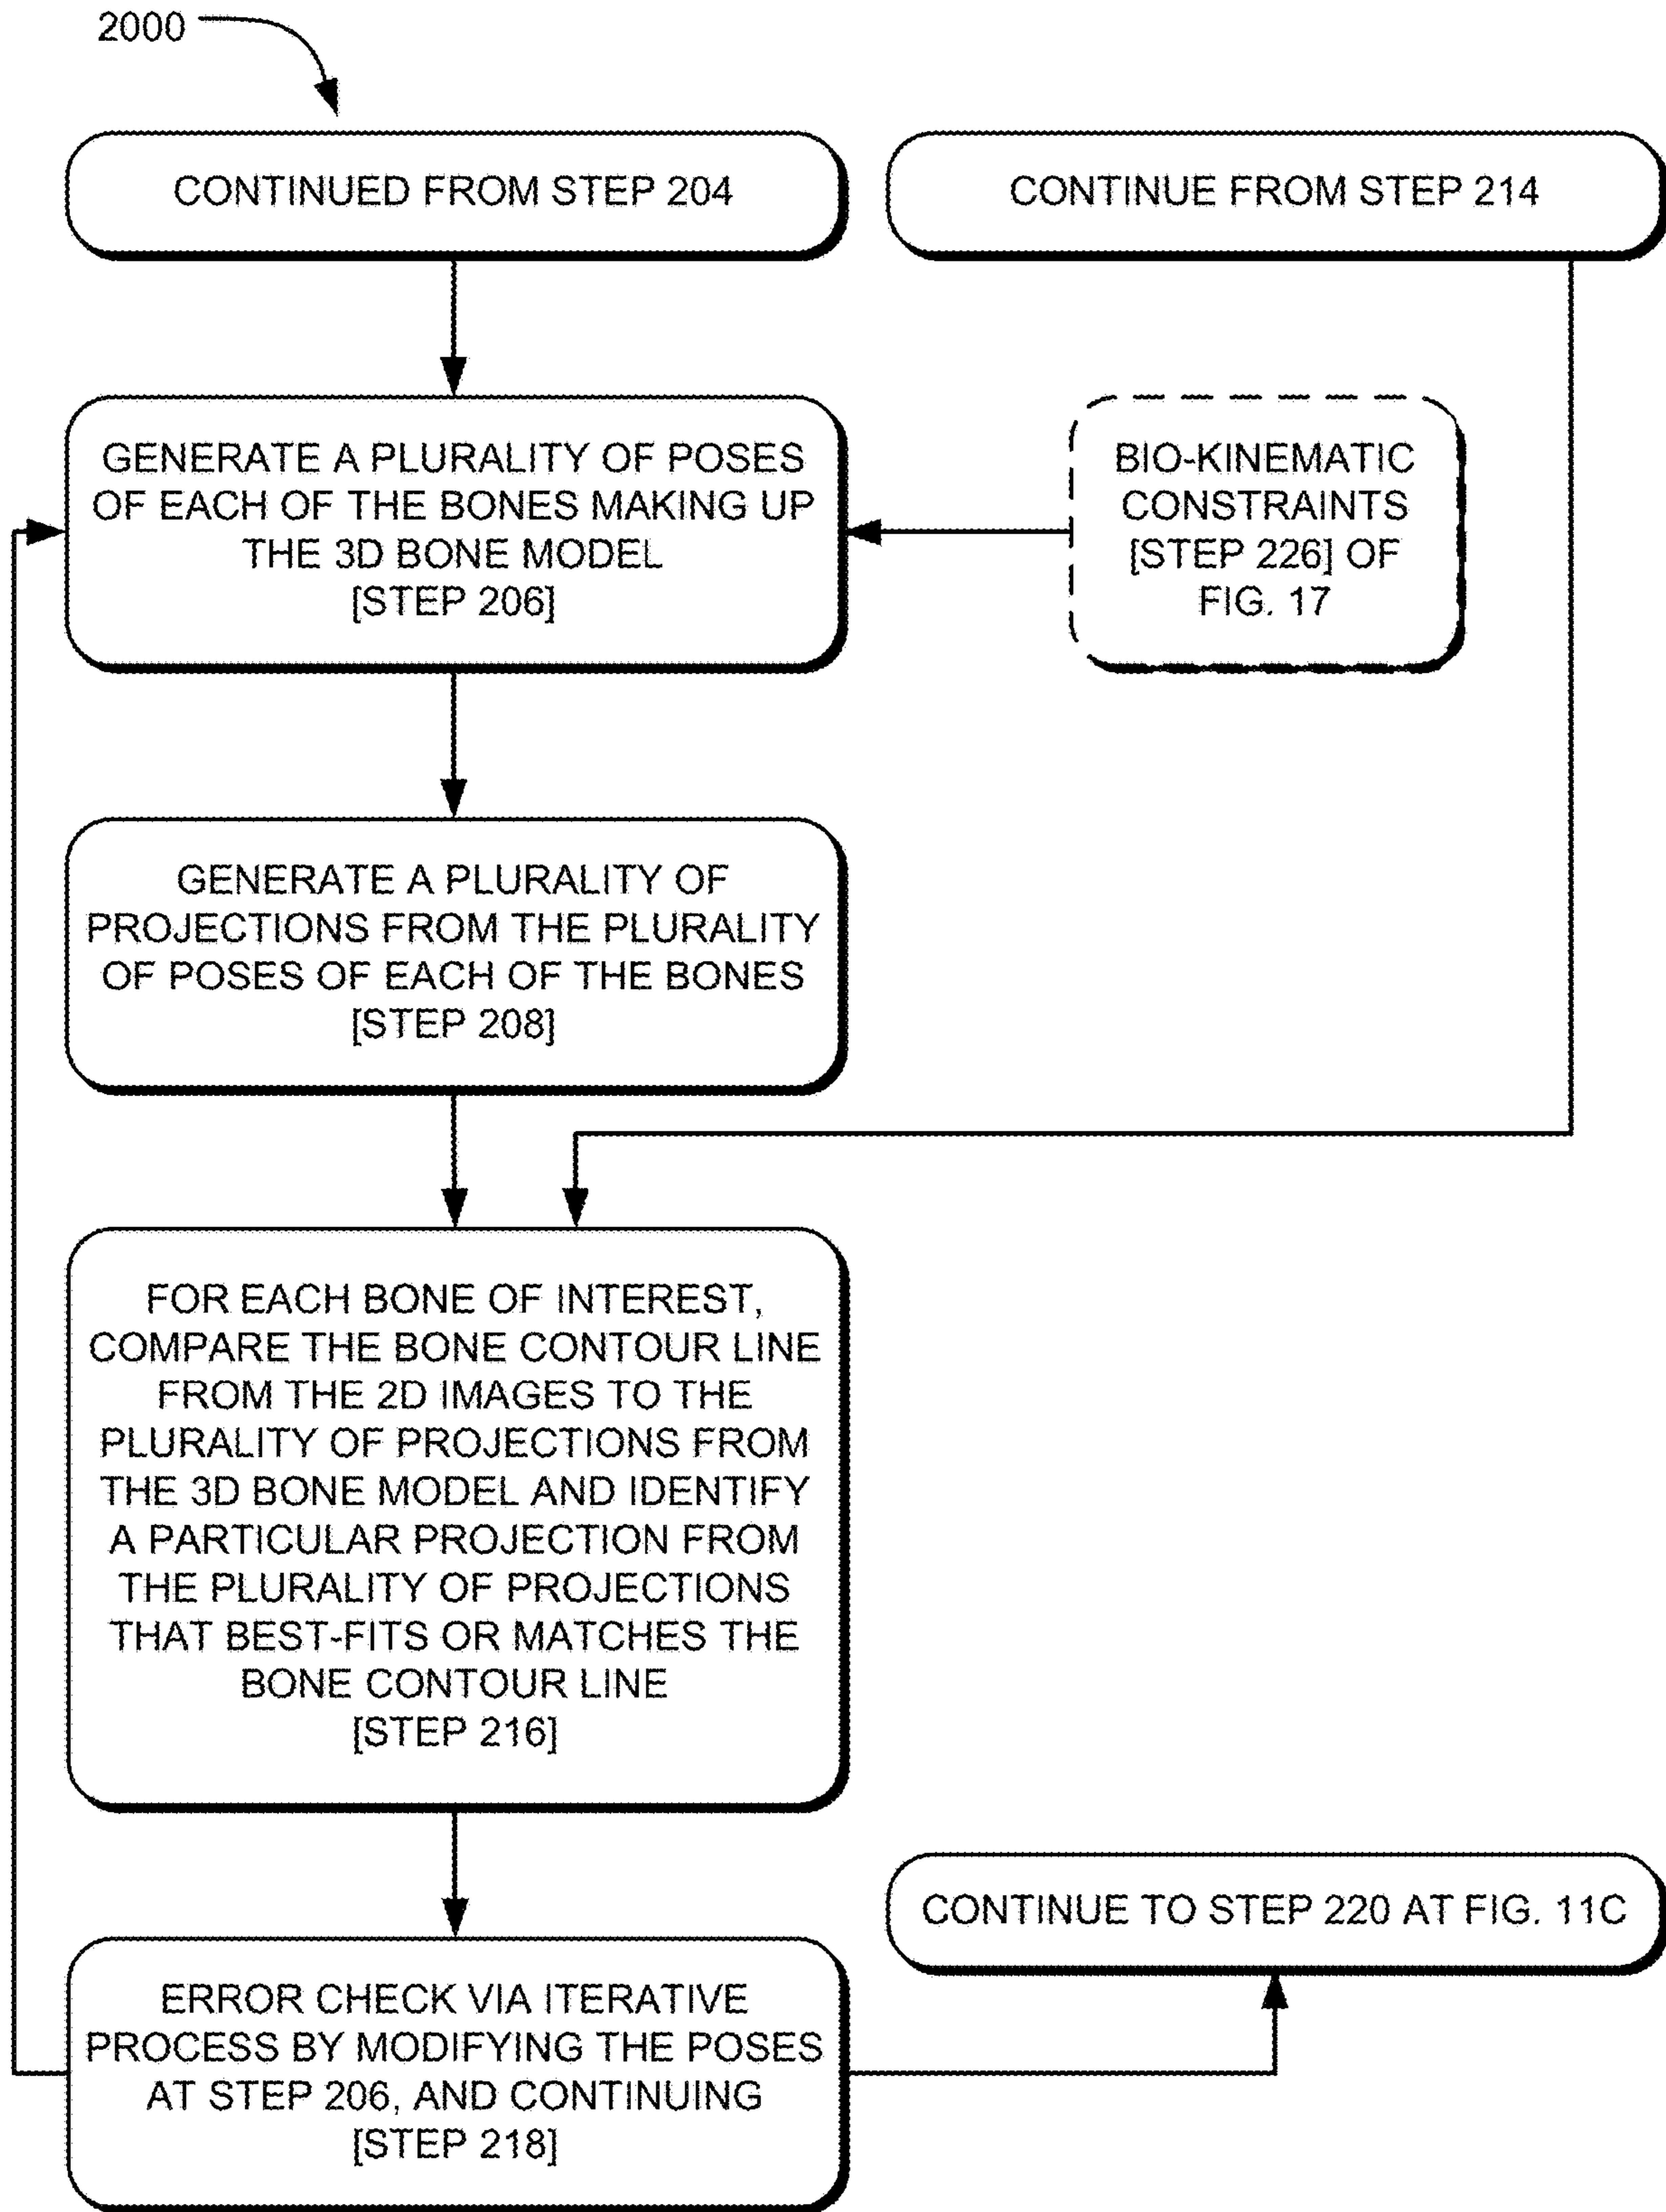 2000
CONTINUED FROM STEP 204
CONTINUE FROM STEP 214
GENERATE A PLURALITY OF POSES
OF EACH OF THE BONES MAKING UP
THE 3D BONE MODEL
[STEP 206]
BIO-KINEMATIC
CONSTRAINTS
[STEP 226] OF
FIG. 17
GENERATE A PLURALITY OF
PROJECTIONS FROM THE PLURALITY
OF POSES OF EACH OF THE BONES
[STEP 208]
FOR EACH BONE OF INTEREST,
COMPARE THE BONE CONTOUR LINE
FROM THE 2D IMAGES TO THE
PLURALITY OF PROJECTIONS FROM
THE 3D BONE MODEL AND IDENTIFY
A PARTICULAR PROJECTION FROM
THE PLURALITY OF PROJECTIONS
THAT BEST-FITS OR MATCHES THE
BONE CONTOUR LINE
[STEP 216]
CONTINUE TO STEP 220 AT FIG. 11C
ERROR CHECK VIA ITERATIVE
PROCESS BY MODIFYING THE POSES
AT STEP 206, AND CONTINUING
[STEP 218]